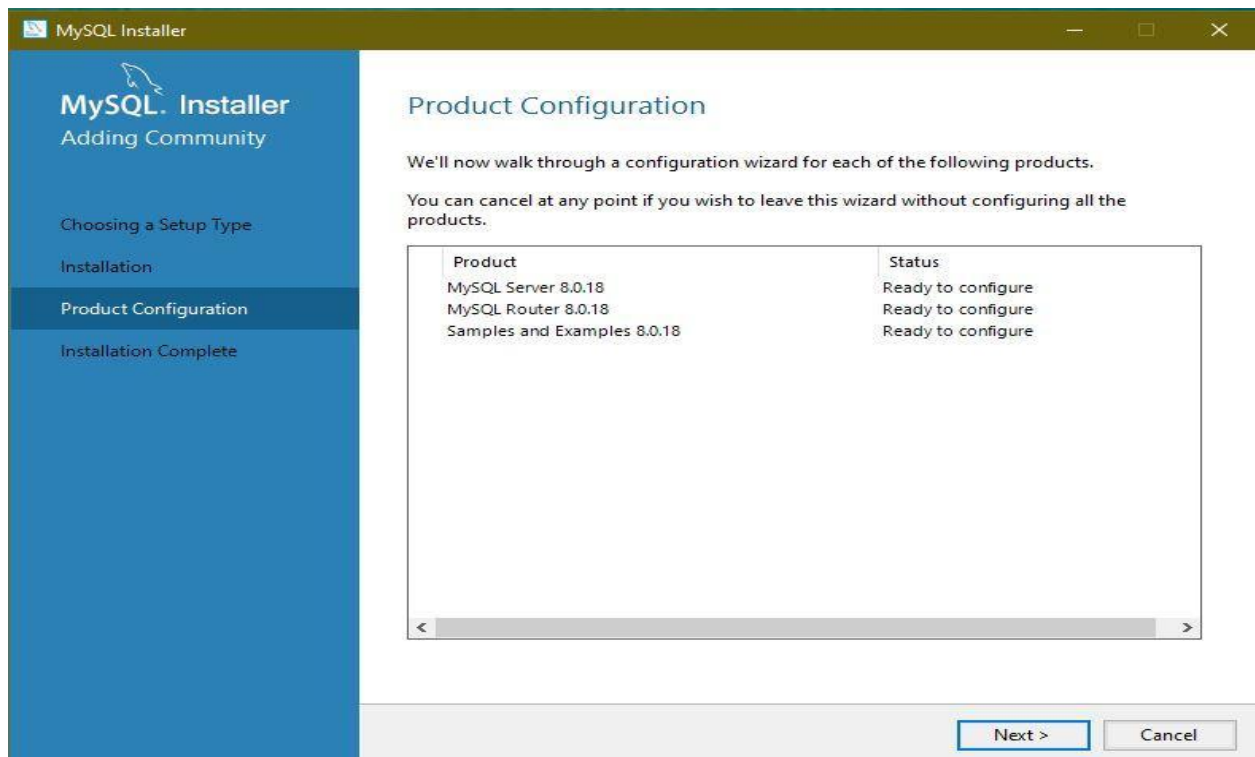 MySQL Installer
MySQL. Installer
Adding Community
Choosing a Setup Type
Installation
Product Configuration
Installation Complete
Product Configuration
We'll now walk through a configuration wizard for each of the following products.
You can cancel at any point if you wish to leave this wizard without configuring all the
products.
Product Status
MySQL Server 8.0.18 Ready to configure
MySQL Router 8.0.18 Ready to configure
Samples and Examples 8.0.18 Ready to configure
Next > Cancel